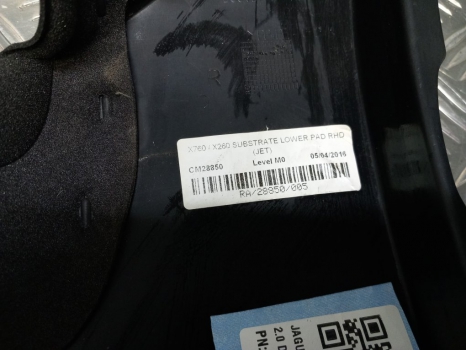 X760 / X260 SUBSTRATE LOWER PAD RHD
(JET)
CM28850 Level M0 05/04/2016
RA/28850/005
JAGU
2.0 D
PN: